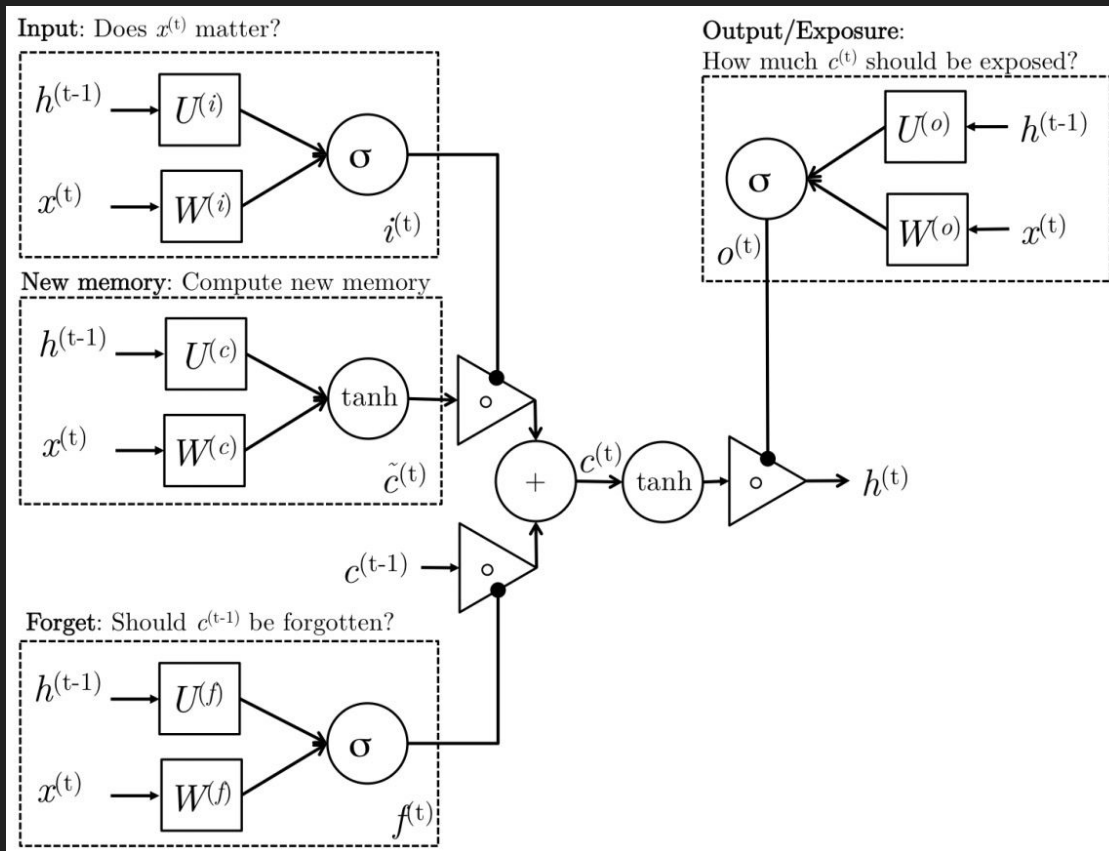 Input: Does x⁽ᵗ⁾ matter?
h⁽ᵗ⁻¹⁾
U⁽ⁱ⁾
σ
x⁽ᵗ⁾
W⁽ⁱ⁾
i⁽ᵗ⁾
New memory: Compute new memory
h⁽ᵗ⁻¹⁾
U⁽ᶜ⁾
tanh
x⁽ᵗ⁾
W⁽ᶜ⁾
c̃⁽ᵗ⁾
∘
+
c⁽ᵗ⁾
tanh
∘
h⁽ᵗ⁾
c⁽ᵗ⁻¹⁾
∘
Forget: Should c⁽ᵗ⁻¹⁾ be forgotten?
h⁽ᵗ⁻¹⁾
U⁽ᶠ⁾
σ
x⁽ᵗ⁾
W⁽ᶠ⁾
f⁽ᵗ⁾
Output/Exposure:
How much c⁽ᵗ⁾ should be exposed?
U⁽ᵒ⁾
h⁽ᵗ⁻¹⁾
σ
W⁽ᵒ⁾
x⁽ᵗ⁾
o⁽ᵗ⁾